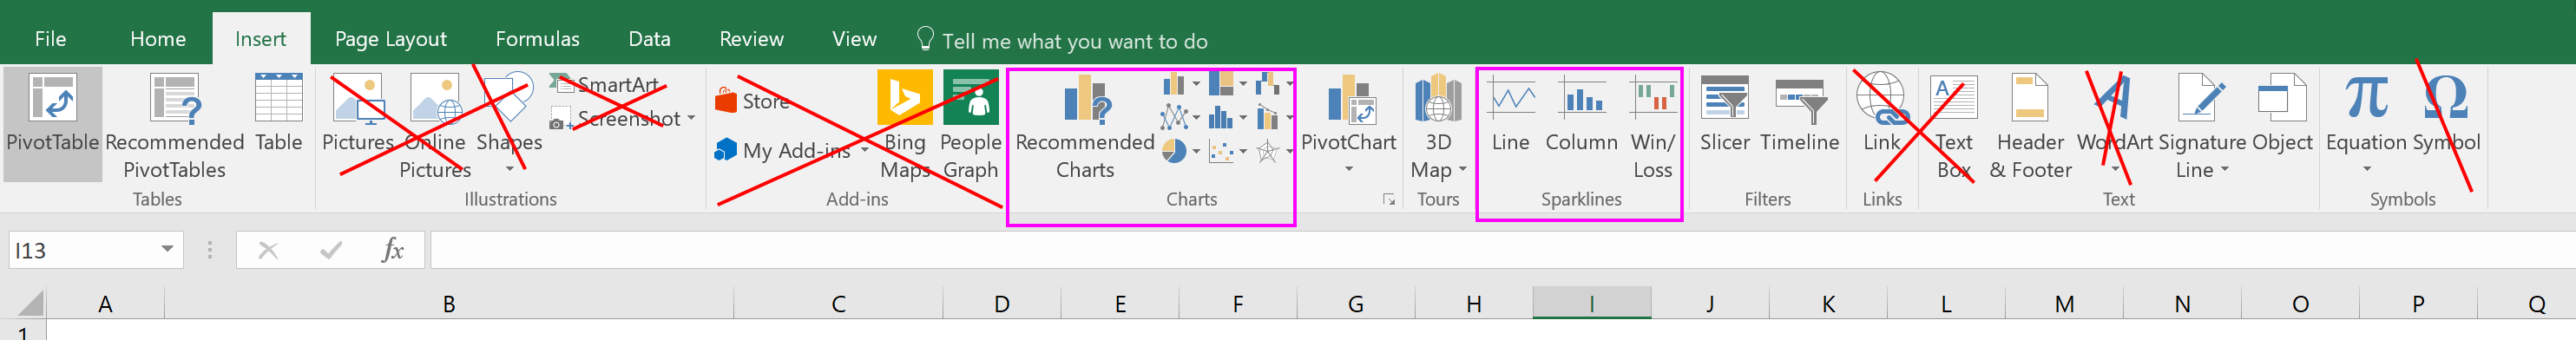 File Home Insert Page Layout Formulas Data Review View Tell me what you want to do
PivotTable
Recommended
PivotTables
Table
Tables
Pictures
Online
Pictures
Shapes
SmartArt
Screenshot
Illustrations
Store
My Add-ins
Bing
Maps
People
Graph
Add-ins
Recommended
Charts
PivotChart
Charts
3D
Map
Tours
Line
Column
Win/
Loss
Sparklines
Slicer
Timeline
Filters
Link
Links
Text
Box
Header
& Footer
WordArt
Signature
Line
Object
Text
Equation
Symbol
Symbols
I13
fx
A B C D E F G H I J K L M N O P Q
1